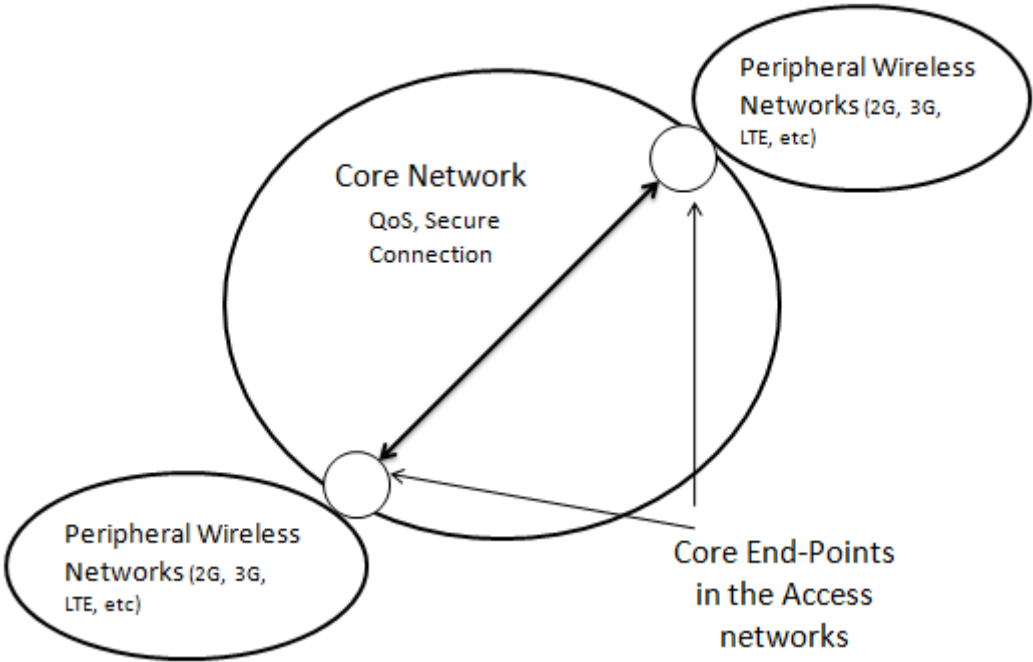 Peripheral Wireless
Networks (2G, 3G,
LTE, etc)
Core Network
QoS, Secure
Connection
Peripheral Wireless
Networks (2G, 3G,
LTE, etc)
Core End-Points
in the Access
networks